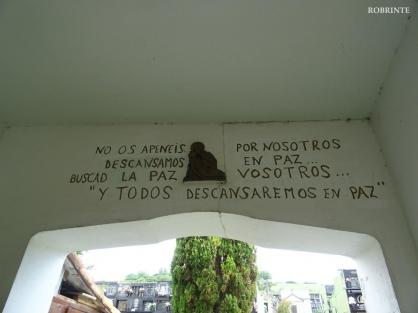 ROBRINTE
NO OS APENEIS POR NOSOTROS
DESCANSAMOS EN PAZ...
BUSCAD LA PAZ VOSOTROS...
"Y TODOS DESCANSAREMOS EN PAZ"